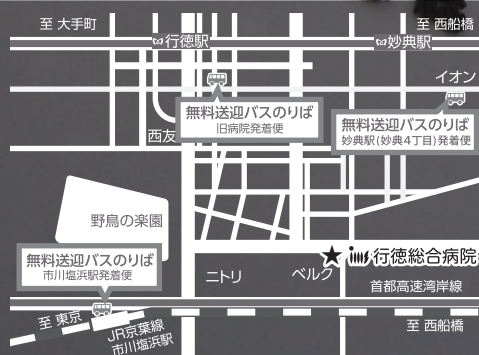 至 大手町
至 西船橋
行徳駅
妙典駅
イオン
無料送迎バスのりば
旧病院発着便
無料送迎バスのりば
妙典駅(妙典4丁目)発着便
西友
野鳥の楽園
無料送迎バスのりば
市川塩浜駅発着便
行徳総合病院
ニトリ
ベルク
首都高速湾岸線
至 東京
JR京葉線
市川塩浜駅
至 西船橋